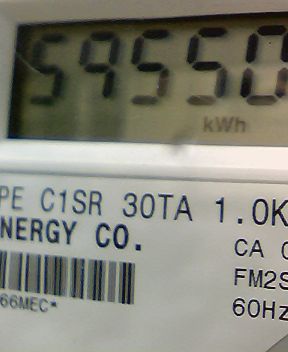 59550
kWh
PE C1SR 30TA 1.0K
NERGY CO.
CA
FM2S
66MEC*
60Hz